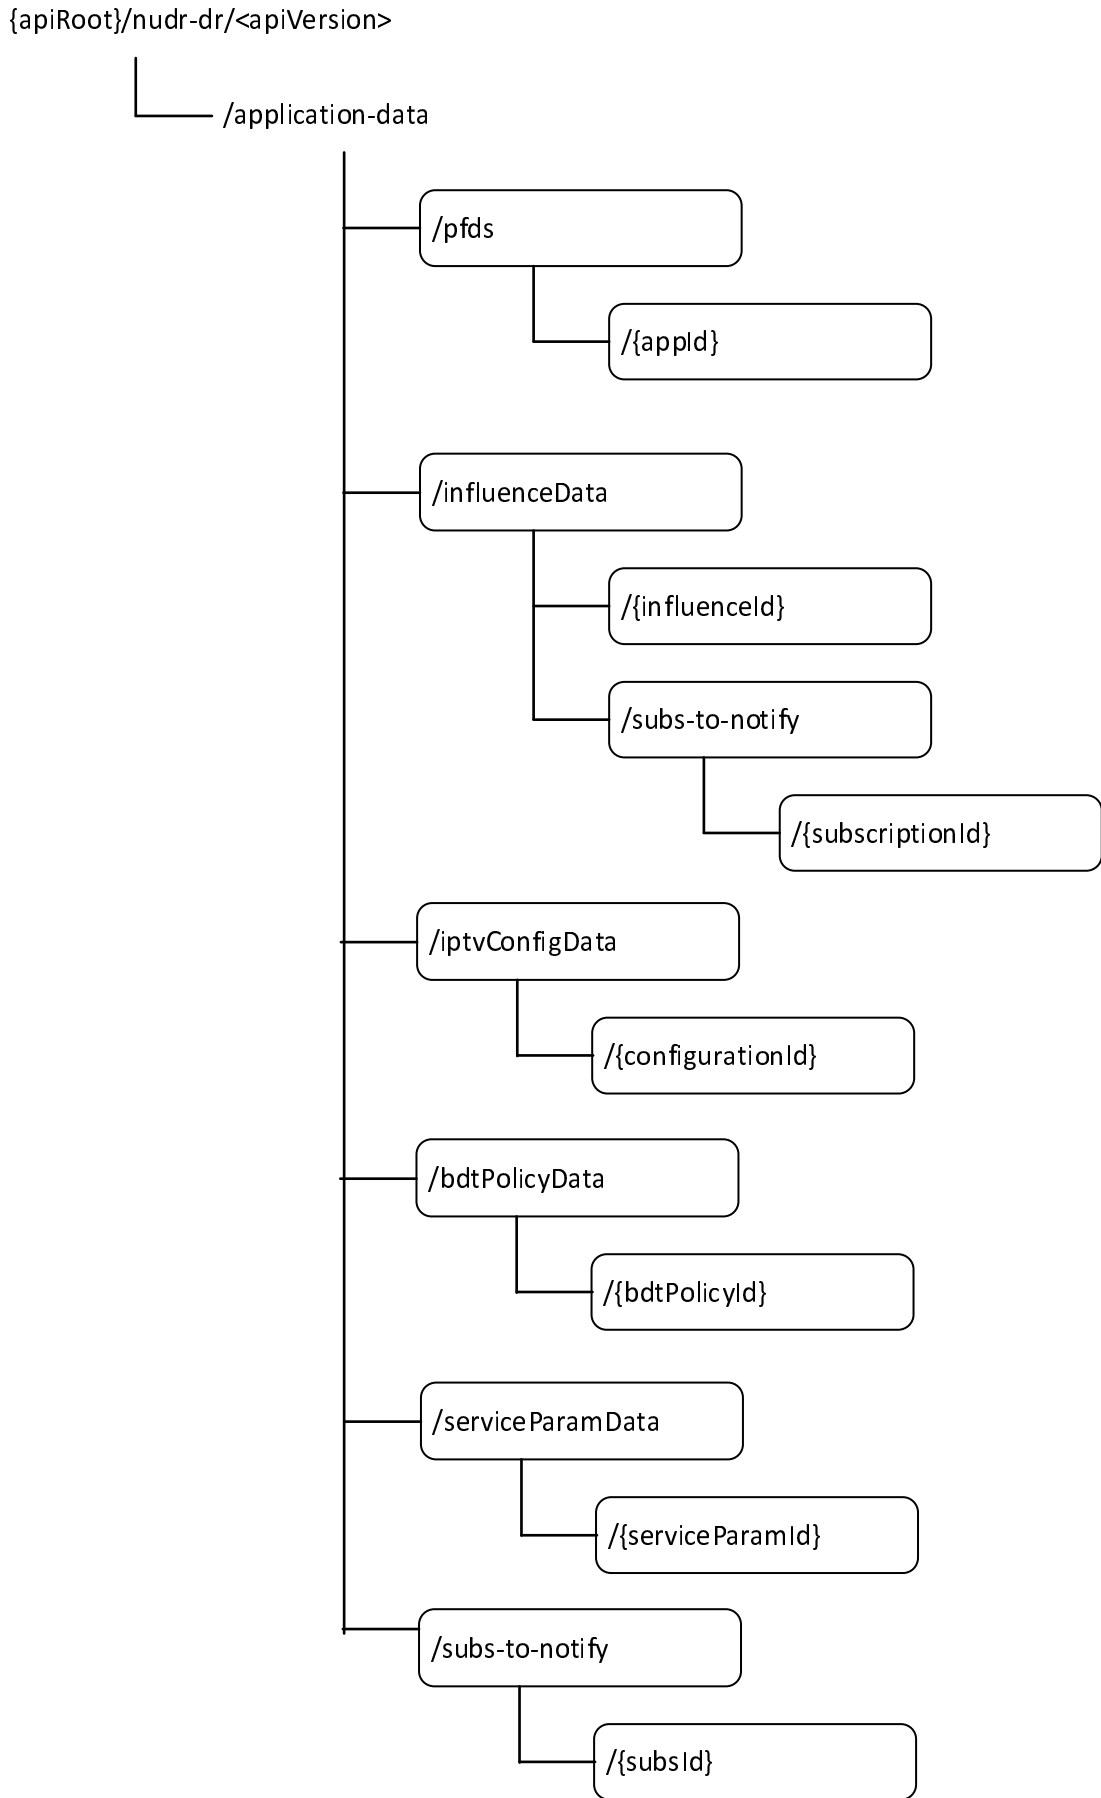 {apiRoot}/nudr-dr/<apiVersion>
/application-data
/pfds
/{appId}
/influenceData
/{influenceId}
/subs-to-notify
/{subscriptionId}
/iptvConfigData
/{configurationId}
/bdtPolicyData
/{bdtPolicyId}
/serviceParamData
/{serviceParamId}
/subs-to-notify
/{subsId}